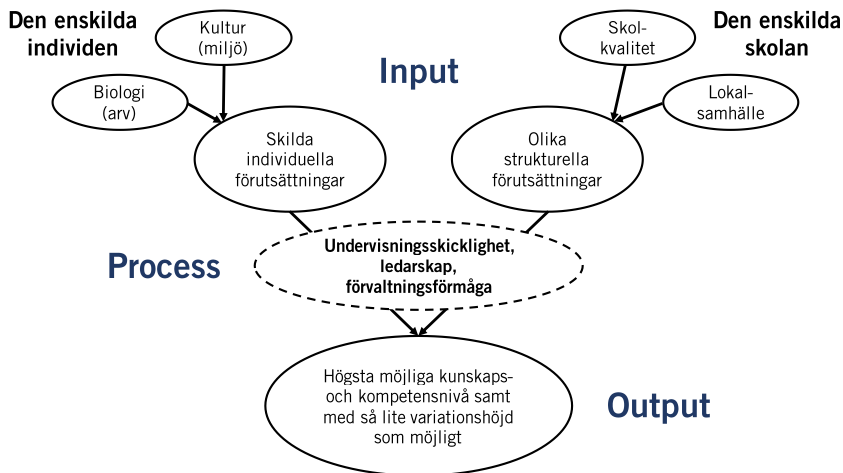 Den enskilda
individen
Kultur
(miljö)
Biologi
(arv)
Input
Skol-
kvalitet
Den enskilda
skolan
Lokal-
samhälle
Skilda
individuella
förutsättningar
Olika
strukturella
förutsättningar
Process
Undervisningsskicklighet,
ledarskap,
förvaltningsförmåga
Högsta möjliga kunskaps-
och kompetensnivå samt
med så lite variationshöjd
som möjligt
Output